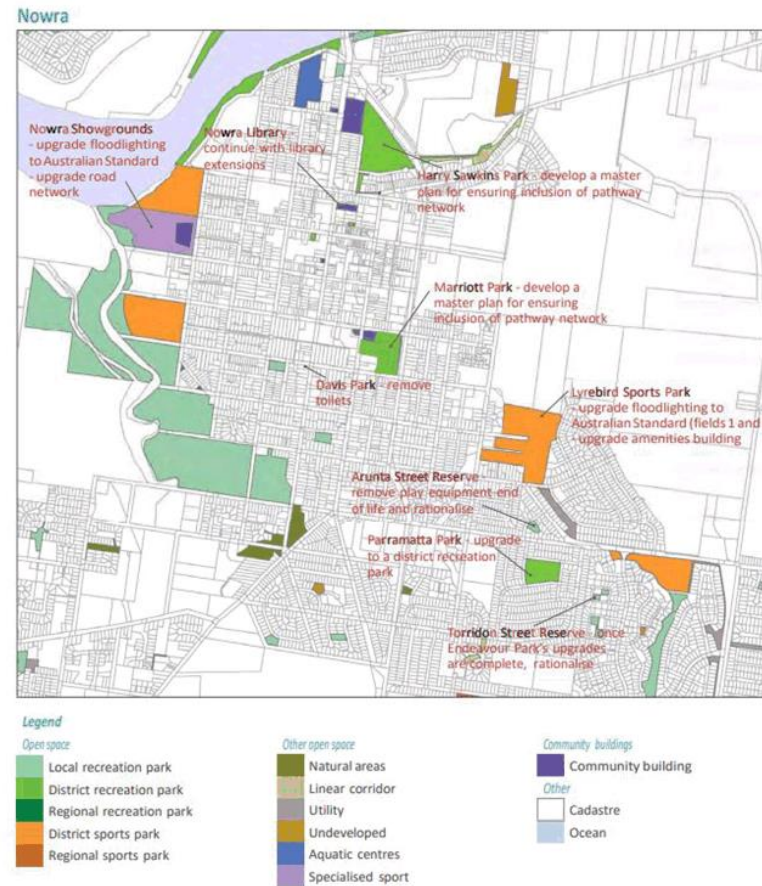 Nowra
Nowra Showgrounds
- upgrade floodlighting
to Australian Standard
- upgrade road
network
Nowra Library
continue with library
extensions
Harry Sawkins Park - develop a master
plan for ensuring inclusion of pathway
network
Marriott Park - develop
a master plan for ensuring
inclusion of pathway network
Davis Park - remove
toilets
Lyrebird Sports Park
- upgrade floodlighting to
Australian Standard (fields 1 and
- upgrade amenities building
Arunta Street Reserve -
remove play equipment end
of life and rationalise
Parramatta Park - upgrade
to a district recreation
park
Torridon Street Reserve - once
Endeavour Park's upgrades
are complete, rationalise
Legend
Open space
Local recreation park
District recreation park
Regional recreation park
District sports park
Regional sports park
Other open space
Natural areas
Linear corridor
Utility
Undeveloped
Aquatic centres
Specialised sport
Community buildings
Community building
Other
Cadastre
Ocean